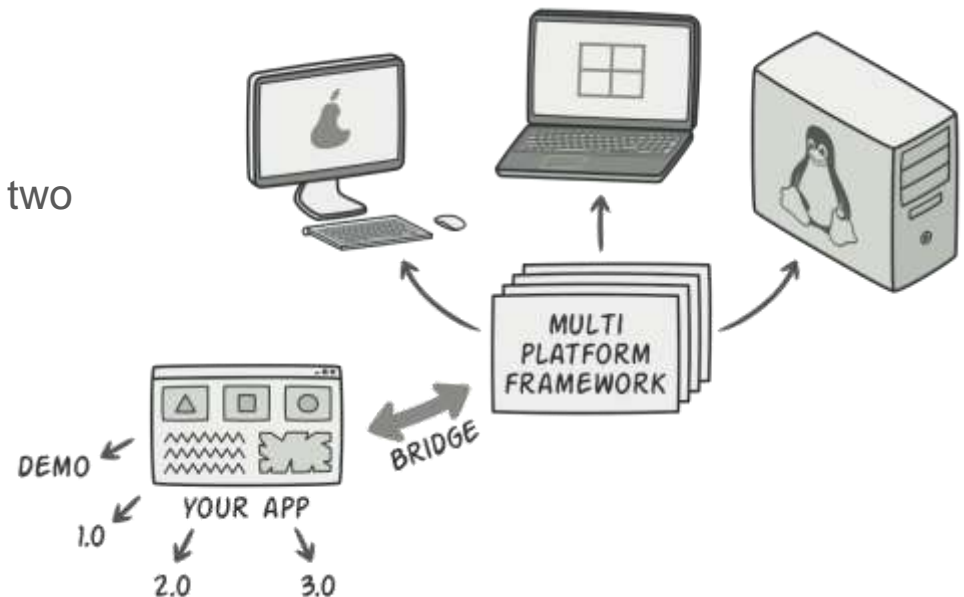 two
MULTI
PLATFORM
FRAMEWORK
BRIDGE
DEMO
YOUR APP
1.0
2.0
3.0